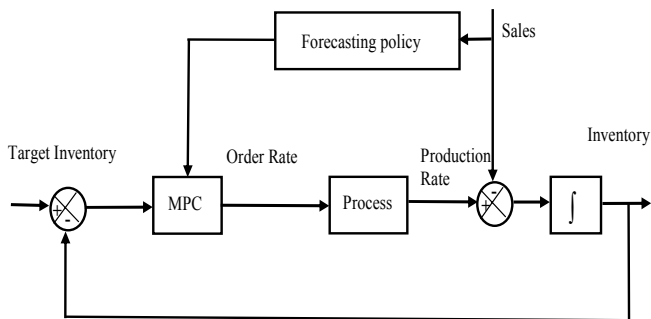 Forecasting policy
Sales
Target Inventory
Order Rate
Production
Rate
Inventory
+
-
MPC
Process
-
+
∫